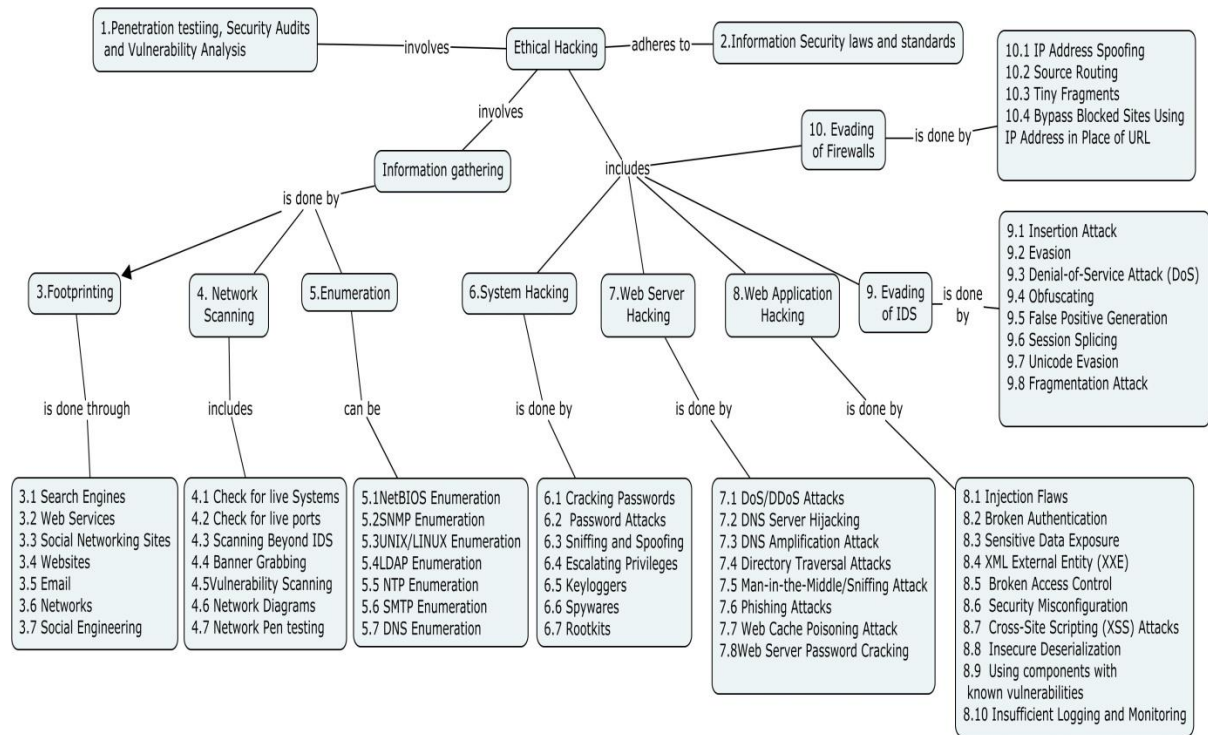 1.Penetration testiing, Security Audits
and Vulnerability Analysis
involves
Ethical Hacking
adheres to
2.Information Security laws and standards
10.1 IP Address Spoofing
10.2 Source Routing
10.3 Tiny Fragments
10.4 Bypass Blocked Sites Using
IP Address in Place of URL
involves
10. Evading
of Firewalls
is done by
Information gathering
includes
is done by
3.Footprinting
4. Network
Scanning
5.Enumeration
6.System Hacking
7.Web Server
Hacking
8.Web Application
Hacking
9. Evading
of IDS
is done
by
9.1 Insertion Attack
9.2 Evasion
9.3 Denial-of-Service Attack (DoS)
9.4 Obfuscating
9.5 False Positive Generation
9.6 Session Splicing
9.7 Unicode Evasion
9.8 Fragmentation Attack
is done through
includes
can be
is done by
is done by
is done by
3.1 Search Engines
3.2 Web Services
3.3 Social Networking Sites
3.4 Websites
3.5 Email
3.6 Networks
3.7 Social Engineering
4.1 Check for live Systems
4.2 Check for live ports
4.3 Scanning Beyond IDS
4.4 Banner Grabbing
4.5Vulnerability Scanning
4.6 Network Diagrams
4.7 Network Pen testing
5.1NetBIOS Enumeration
5.2SNMP Enumeration
5.3UNIX/LINUX Enumeration
5.4LDAP Enumeration
5.5 NTP Enumeration
5.6 SMTP Enumeration
5.7 DNS Enumeration
6.1 Cracking Passwords
6.2 Password Attacks
6.3 Sniffing and Spoofing
6.4 Escalating Privileges
6.5 Keyloggers
6.6 Spywares
6.7 Rootkits
7.1 DoS/DDoS Attacks
7.2 DNS Server Hijacking
7.3 DNS Amplification Attack
7.4 Directory Traversal Attacks
7.5 Man-in-the-Middle/Sniffing Attack
7.6 Phishing Attacks
7.7 Web Cache Poisoning Attack
7.8Web Server Password Cracking
8.1 Injection Flaws
8.2 Broken Authentication
8.3 Sensitive Data Exposure
8.4 XML External Entity (XXE)
8.5 Broken Access Control
8.6 Security Misconfiguration
8.7 Cross-Site Scripting (XSS) Attacks
8.8 Insecure Deserialization
8.9 Using components with
known vulnerabilities
8.10 Insufficient Logging and Monitoring